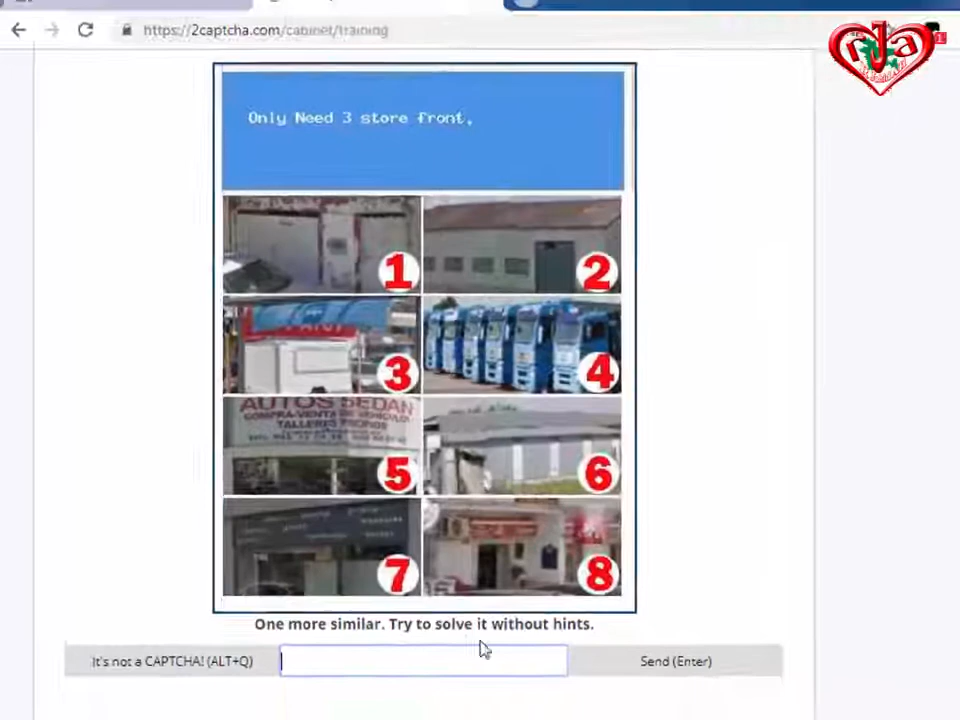 https://2captcha.com/cabinet/training
rja
Only Need 3 store front.
1
2
3
4
AUTOS SEDAN
COMPRA-VENTA DE VEHICULO
TALLERES PROPIOS
5
6
7
8
One more similar. Try to solve it without hints.
It's not a CAPTCHA! (ALT+Q)
Send (Enter)